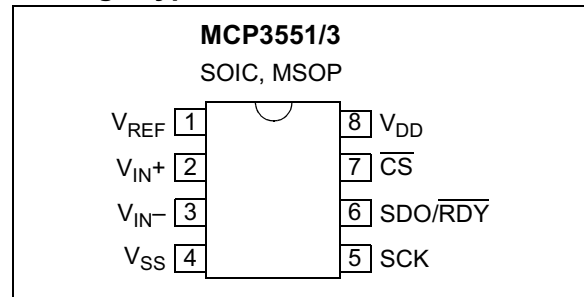 MCP3551/3
SOIC, MSOP
VREF 1 8 VDD
VIN+ 2 7 CS
VIN– 3 6 SDO/RDY
VSS 4 5 SCK